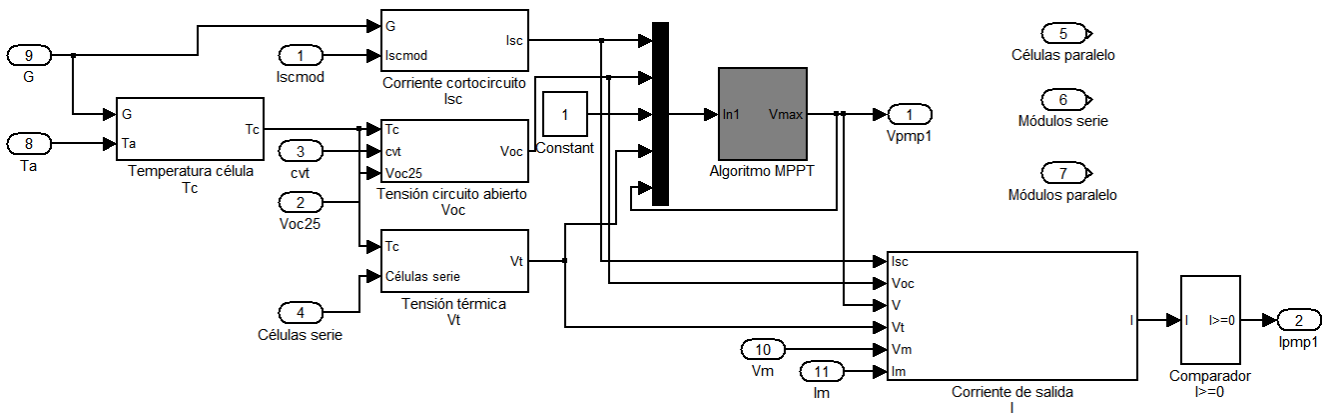 9
G
8
Ta
G
Ta
Tc
Temperatura célula
Tc
1
Iscmod
G
Iscmod
Isc
Corriente cortocircuito
Isc
3
cvt
2
Voc25
Tc
cvt
Voc25
Voc
Tensión circuito abierto
Voc
4
Células serie
Tc
Células serie
Vt
Tensión térmica
Vt
1
Constant
In1
Vmax
Algoritmo MPPT
1
Vpmp1
5
Células paralelo
6
Módulos serie
7
Módulos paralelo
10
Vm
11
Im
Isc
Voc
V
Vt
Vm
Im
I
Corriente de salida
I
I
I>=0
Comparador
I>=0
2
Ipmp1